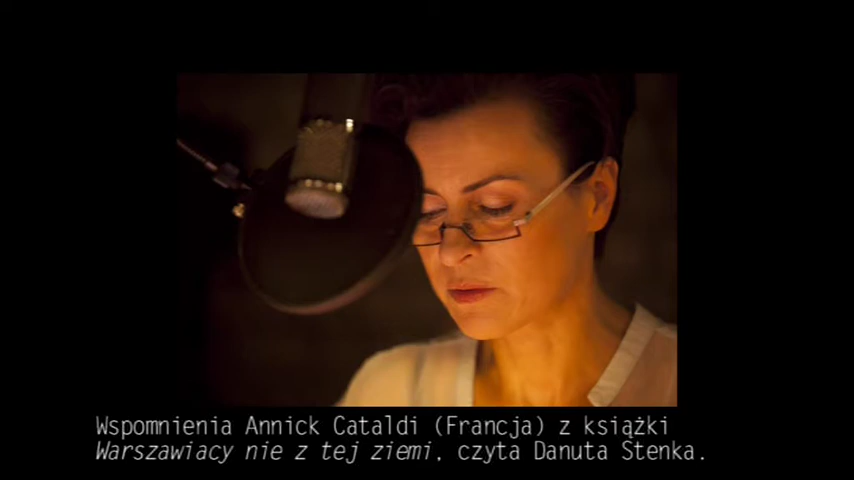 Wspomnienia Annick Cataldi (Francja) z książki
Warszawiacy nie z tej ziemi, czyta Danuta Stenka.